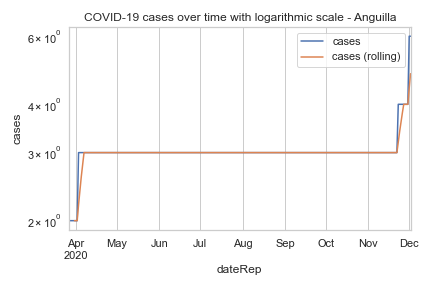 COVID-19 cases over time with logarithmic scale - Anguilla
cases
cases (rolling)
6 × 10⁰
4 × 10⁰
3 × 10⁰
2 × 10⁰
cases
Apr May Jun Jul Aug Sep Oct Nov Dec
2020
dateRep